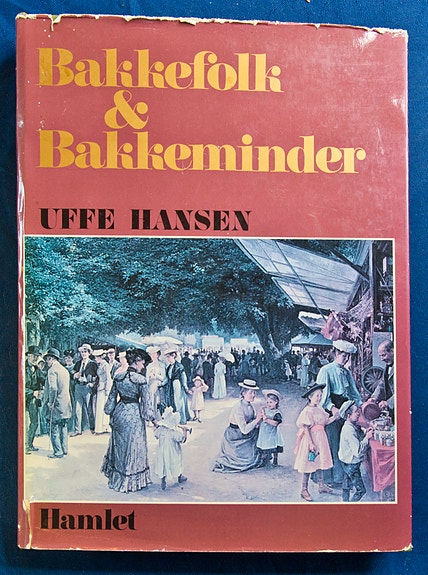 Bakkefolk
&
Bakkeminder
UFFE HANSEN
Hamlet